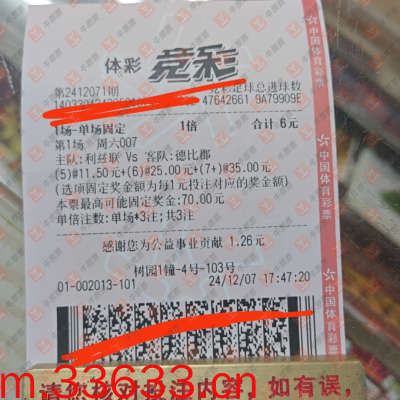 体彩 竞彩
第2412071期 竞彩足球总进球数
47642661 9A79909E
1场-单场固定 1倍 合计 6元
第1场 周六007
主队:利兹联 Vs 客队:德比郡
(5)@11.50元+(6)@25.00元+(7+)@35.00元
(选项固定奖金额为每1元投注对应的奖金额)
本票最高可能固定奖金:70.00元
单倍注数:单场*3注;共3注
感谢您为公益事业贡献 1.26元
树园1幢-4号-103号
01-002013-101 24/12/07 17:47:20
中国体育彩票
中国体育彩票
中国体育彩票
m.33633.cn
请您核对投注内容，如有误，